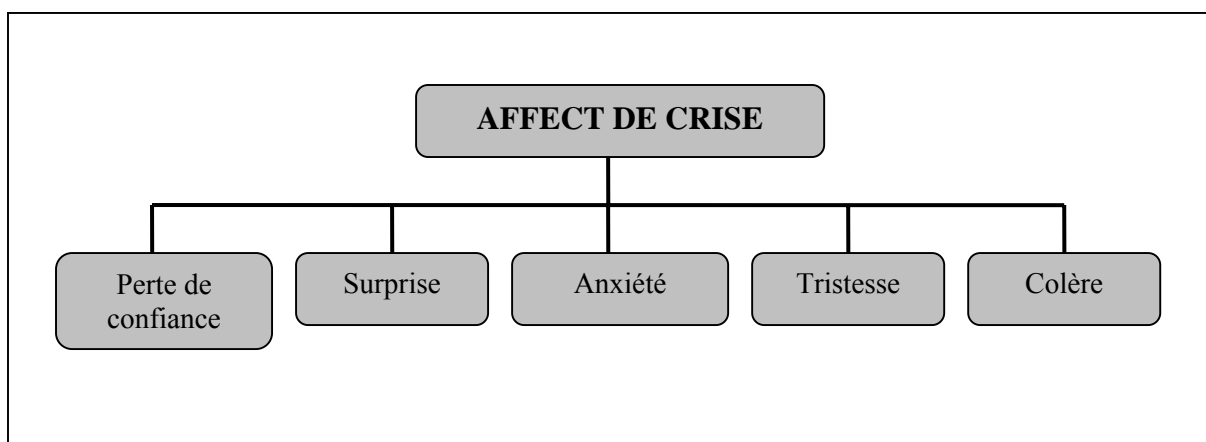 AFFECT DE CRISE
Perte de
confiance
Surprise
Anxiété
Tristesse
Colère